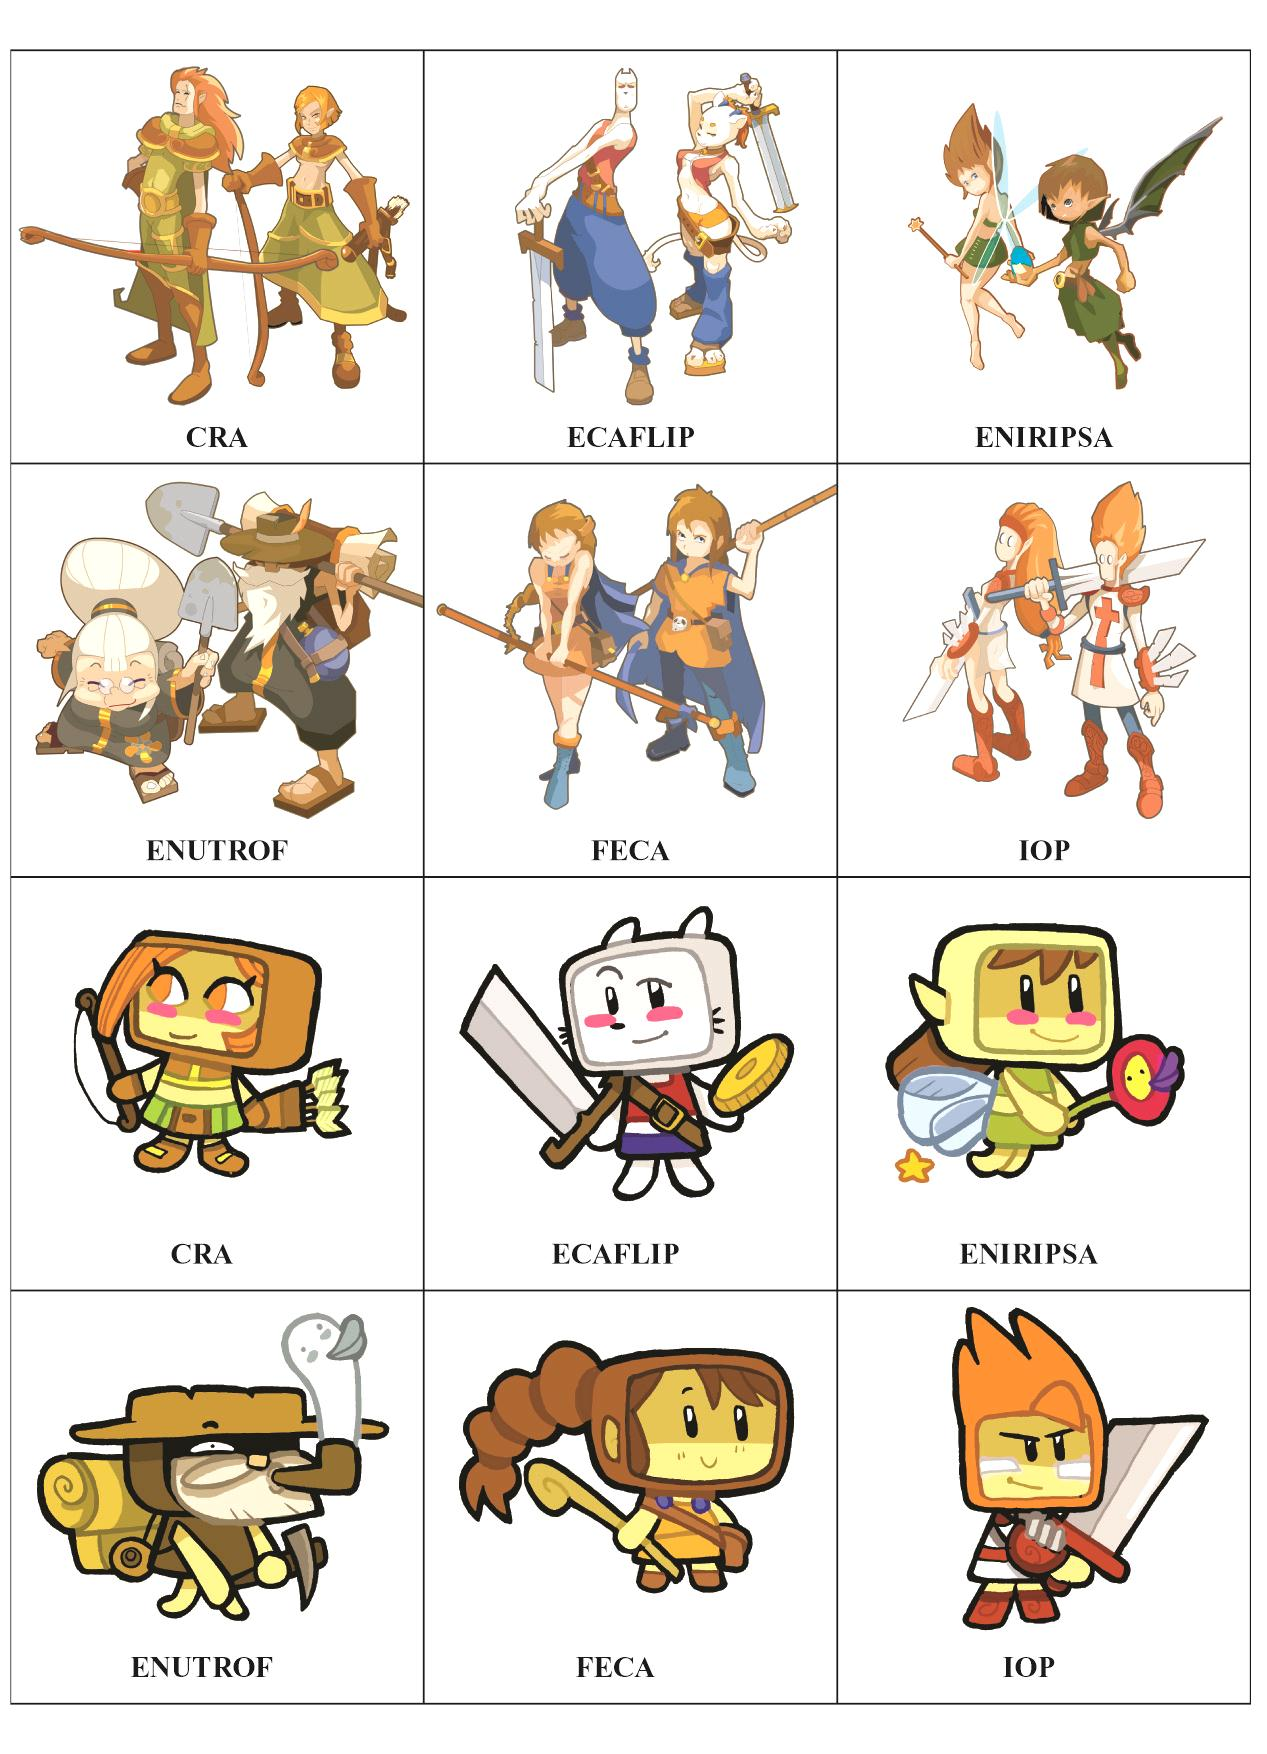 CRA
ECAFLIP
ENIRIPSA
ENUTROF
FECA
IOP
CRA
ECAFLIP
ENIRIPSA
ENUTROF
FECA
IOP